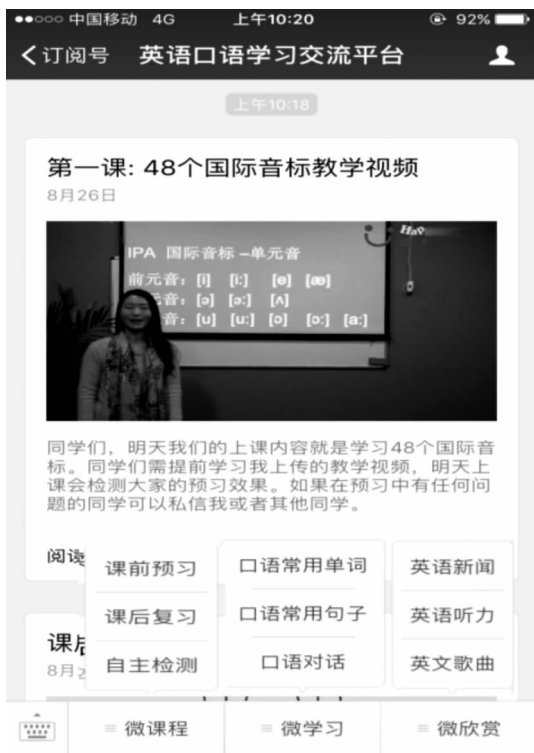 中国移动 4G 上午10:20 92%
订阅号 英语口语学习交流平台
上午10:18
第一课: 48个国际音标教学视频
8月26日
Hap
IPA 国际音标 –单元音
前元音: [i] [i:] [e] [æ]
元音: [ə] [ə:] [ʌ]
音: [u] [u:] [ɒ] [ɔ:] [a:]
同学们，明天我们的上课内容就是学习48个国际音
标。同学们需提前学习我上传的教学视频，明天上
课会检测大家的预习效果。如果在预习中有任何问
题的同学可以私信我或者其他同学。
阅读
课前预习 口语常用单词 英语新闻
课后复习 口语常用句子 英语听力
自主检测 口语对话 英文歌曲
课后
8月2
微课程 微学习 微欣赏